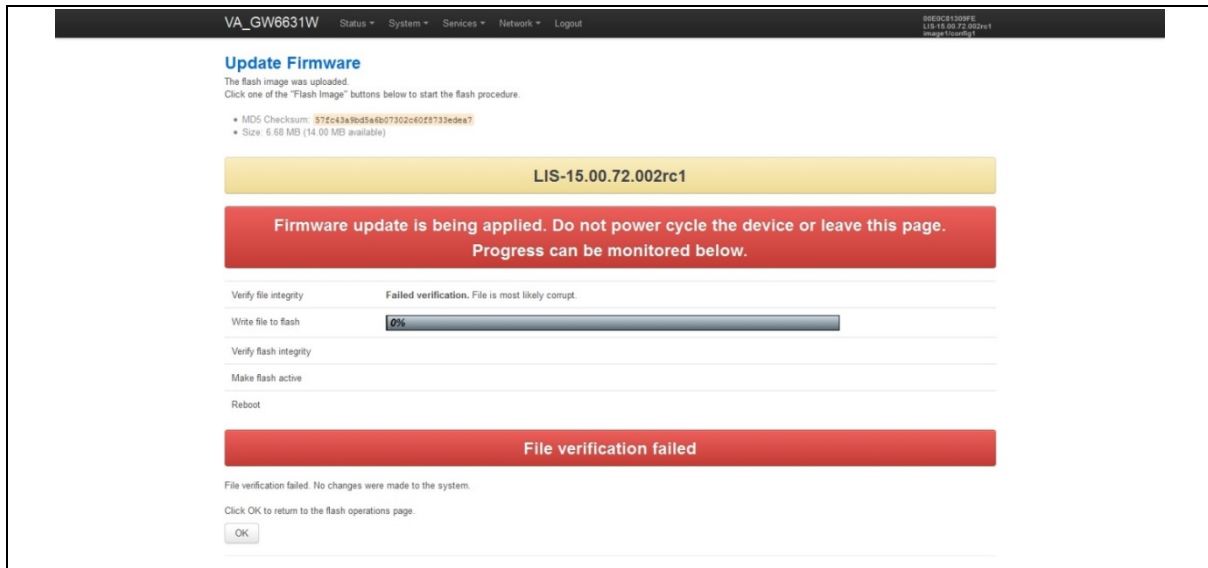 VA_GW6631W Status System Services Network Logout
00E0C81309FE
LIS-15.00.72.002rc1
image1/config1
Update Firmware
The flash image was uploaded.
Click one of the "Flash Image" buttons below to start the flash procedure.
• MD5 Checksum: 57fc43a9bd5a6b07302c60f8733edea7
• Size: 6.68 MB (14.00 MB available)
LIS-15.00.72.002rc1
Firmware update is being applied. Do not power cycle the device or leave this page.
Progress can be monitored below.
Verify file integrity Failed verification. File is most likely corrupt.
Write file to flash 0%
Verify flash integrity
Make flash active
Reboot
File verification failed
File verification failed. No changes were made to the system.
Click OK to return to the flash operations page.
OK